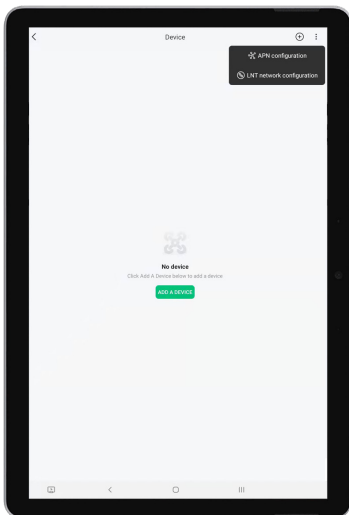 Device
APN configuration
LNT network configuration
No device
Click Add A Device below to add a device
ADD A DEVICE